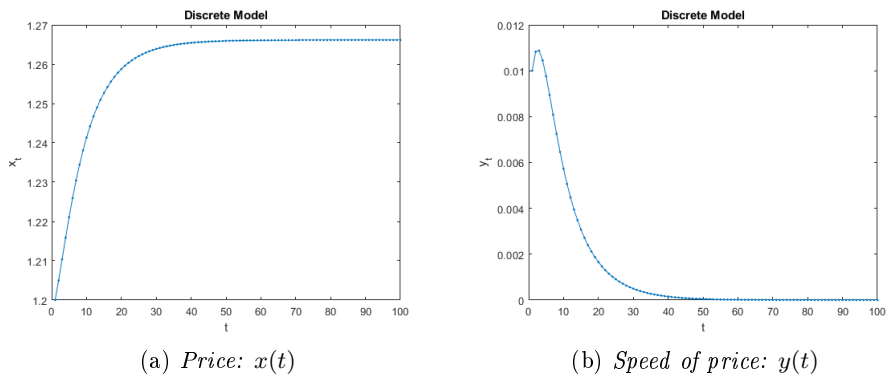 Discrete Model
1.27
1.26
1.25
1.24
1.23
1.22
1.21
1.2
x_t
0 10 20 30 40 50 60 70 80 90 100
t
(a) Price: x(t)
Discrete Model
0.012
0.01
0.008
0.006
0.004
0.002
0
y_t
0 10 20 30 40 50 60 70 80 90 100
t
(b) Speed of price: y(t)